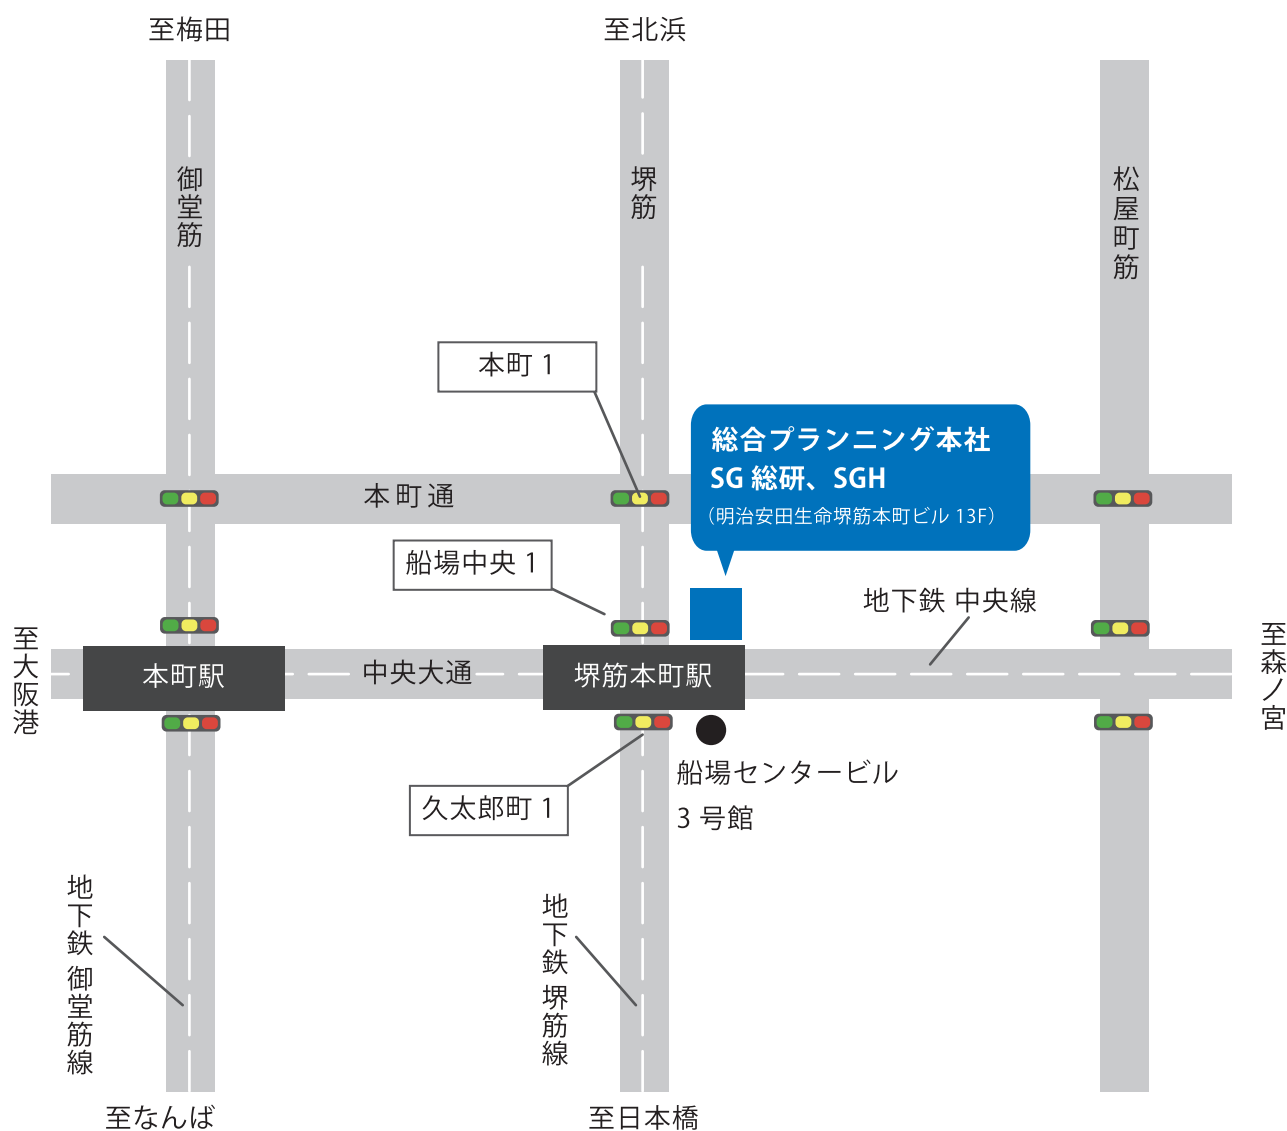 至梅田
至北浜
御堂筋
堺筋
松屋町筋
本町 1
総合プランニング本社
SG 総研、SGH
（明治安田生命堺筋本町ビル 13F）
本町通
船場中央 1
地下鉄 中央線
至大阪港
本町駅
中央大通
堺筋本町駅
至森ノ宮
船場センタービル
3 号館
久太郎町 1
地下鉄 御堂筋線
地下鉄 堺筋線
至なんば
至日本橋